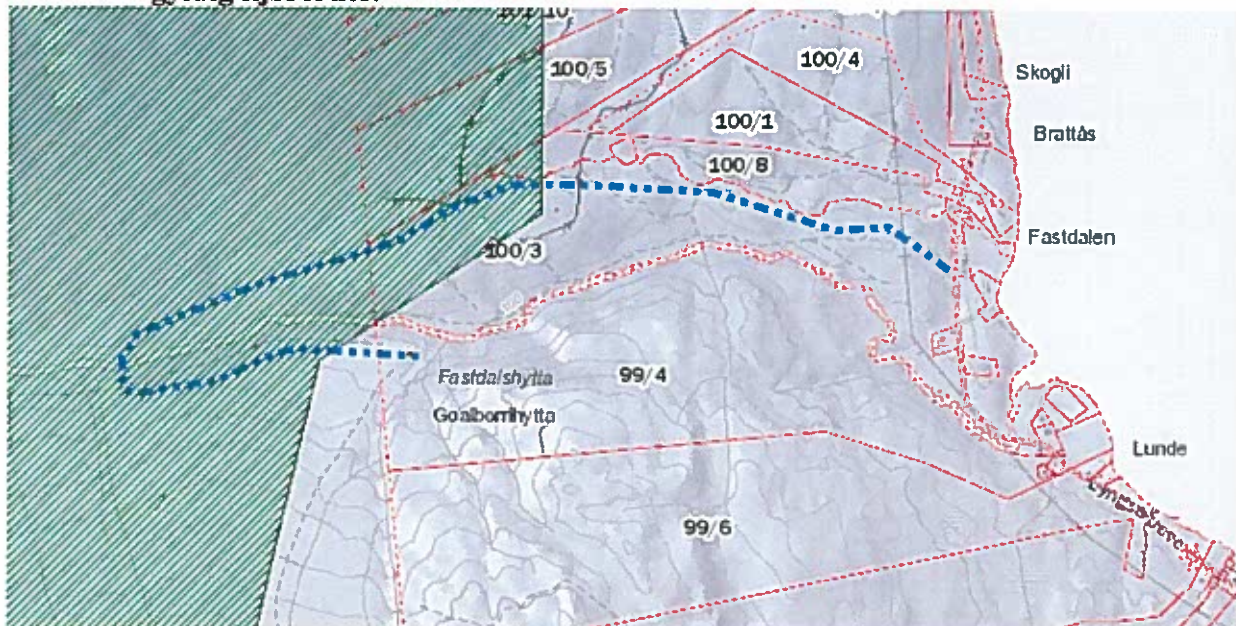 100/5
100/4
Skogli
100/1
Brattås
100/8
Fastdalen
100/3
Fastdalshytta
99/4
Goalborrihytta
Lunde
99/6